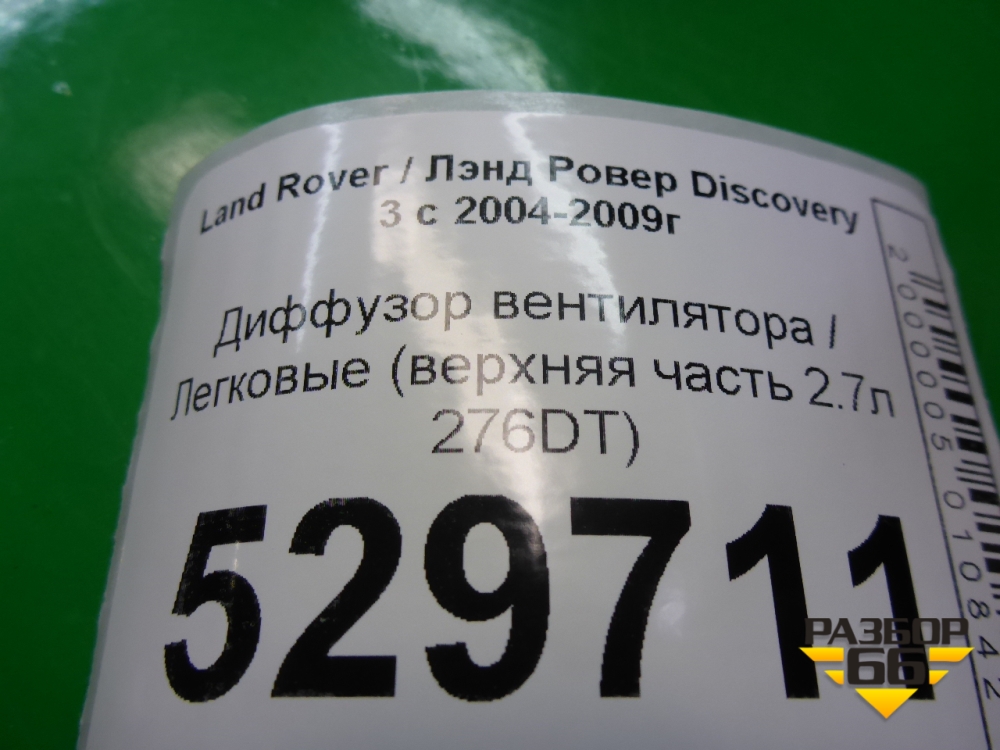 Land Rover / Лэнд Ровер Discovery
3 с 2004-2009г
Диффузор вентилятора /
Легковые (верхняя часть 2.7л
276DT)
529711
2000005010842
РАЗБОР
66